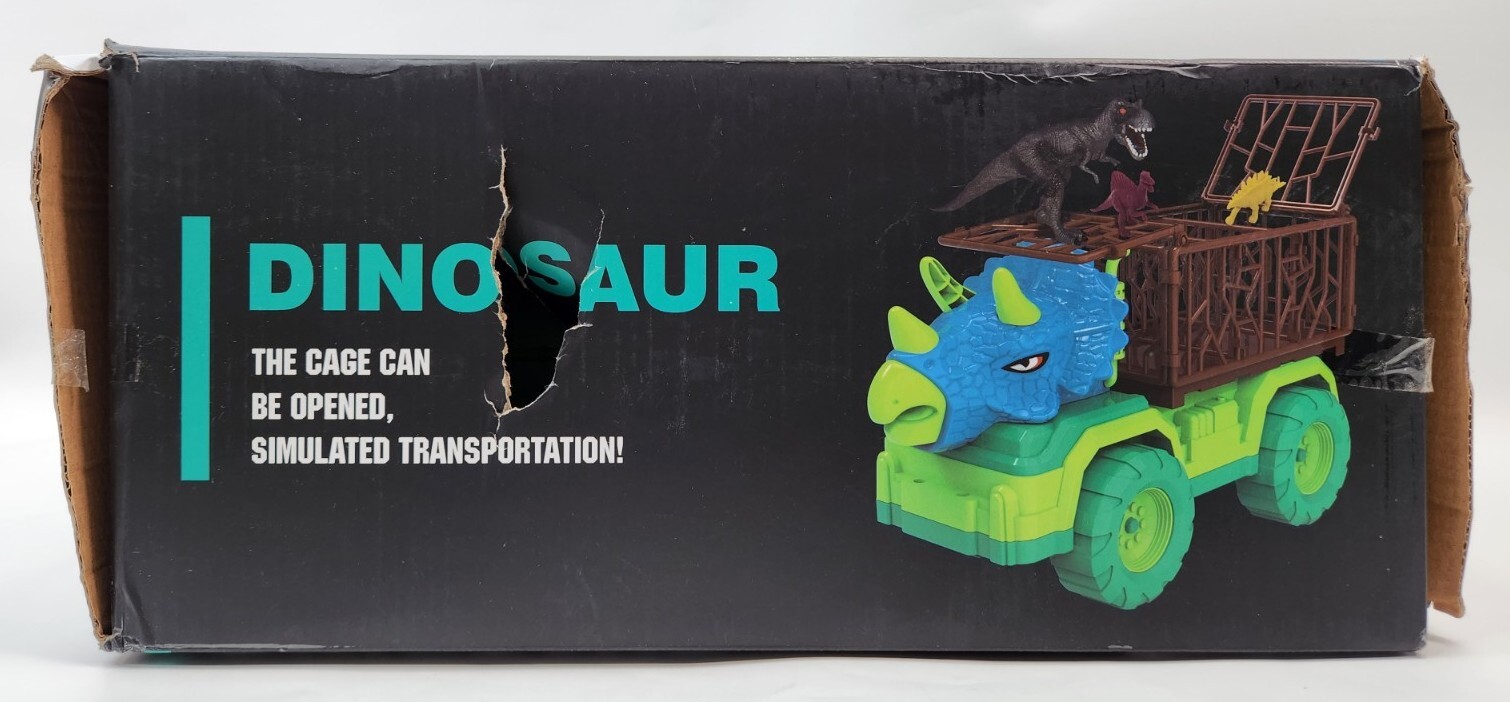 DINOSAUR
THE CAGE CAN
BE OPENED,
SIMULATED TRANSPORTATION!